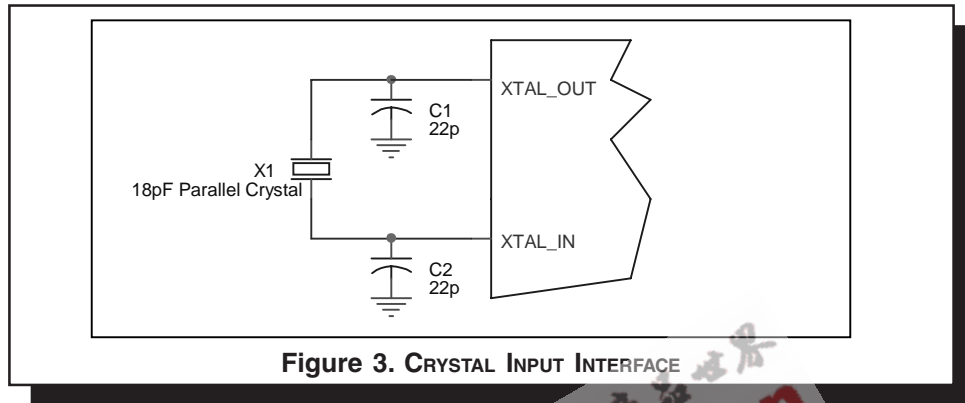 XTAL_OUT
C1
22p
X1
18pF Parallel Crystal
XTAL_IN
C2
22p
Figure 3. CRYSTAL INPUT INTERFACE